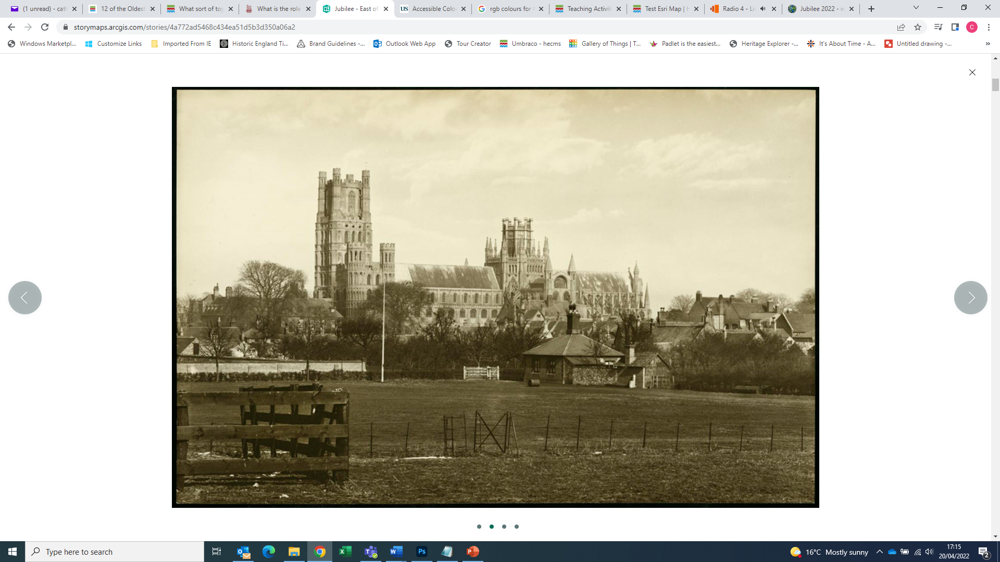 (1 unread) - cath
12 of the Oldest
What sort of toy
What is the role
Jubilee - East of
Accessible Color
rgb colours for
Teaching Activit
Test Esri Map | H
Radio 4 - Lis
Jubilee 2022 - w
storymaps.arcgis.com/stories/4a772ad5468c434ea51d5b3d350a06a2
C
Windows Marketpl...
Customize Links
Imported From IE
Historic England Ti...
Brand Guidelines -...
Outlook Web App
Tour Creator
Umbraco - hecms
Gallery of Things | T...
Padlet is the easiest...
Heritage Explorer -...
It's About Time - A...
Untitled drawing -...
Type here to search
16°C Mostly sunny
17:15
20/04/2022
2